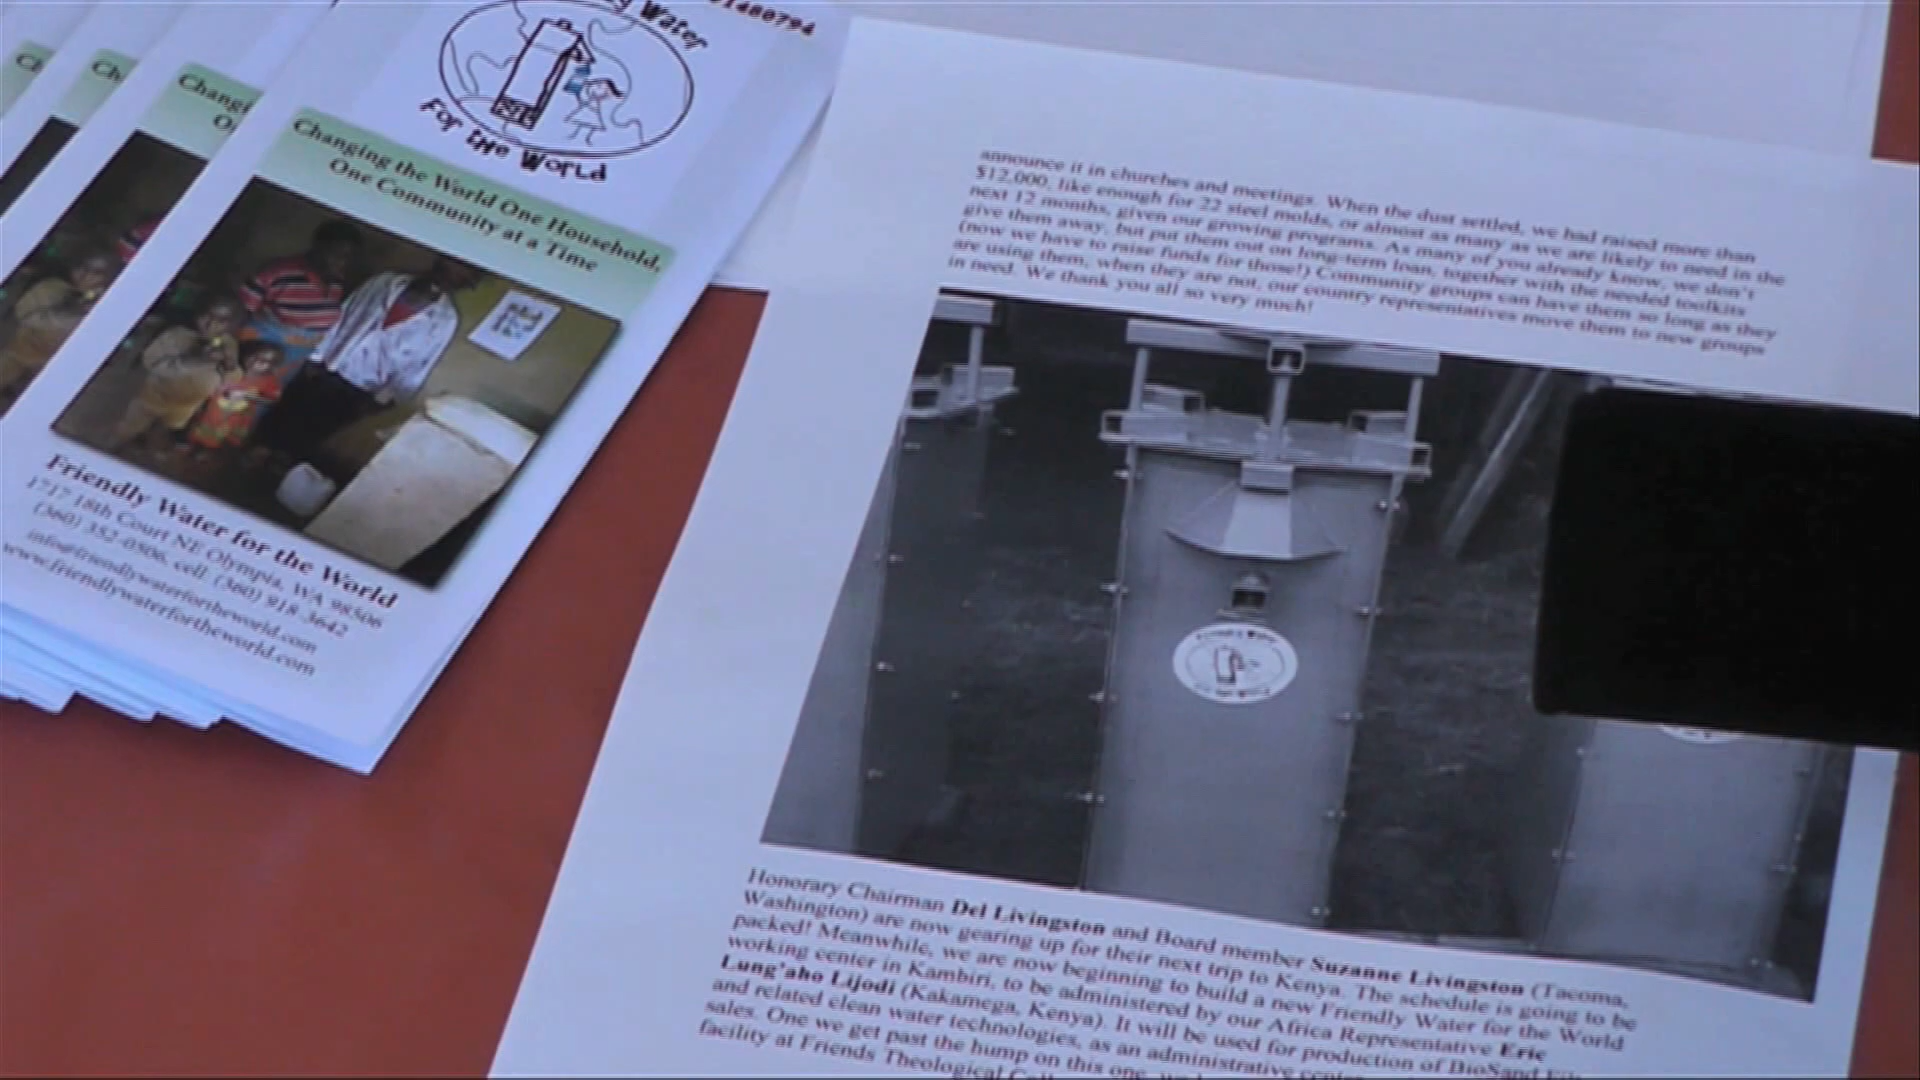 Friendly Water
For the World
Changing the World One Household,
One Community at a Time
Friendly Water for the World
1717 18th Court NE Olympia, WA 98506
(360) 352-0506, cell (360) 918-3642
info@friendlywaterfortheworld.com
www.friendlywaterfortheworld.com
announce it in churches and meetings. When the dust settled, we had raised more than
$12,000, like enough for 22 steel molds, or almost as many as we are likely to need in the
next 12 months, given our growing programs. As many of you already know, we don't
give them away, but put them out on long-term loan, together with the needed toolkits
(now we have to raise funds for those!) Community groups can have them so long as they
are using them, when they are not, our country representatives move them to new groups
in need. We thank you all so very much!
Honorary Chairman Del Livingston and Board member Suzanne Livingston (Tacoma,
Washington) are now gearing up for their next trip to Kenya. The schedule is going to be
packed! Meanwhile, we are now beginning to build a new Friendly Water for the World
working center in Kambiri, to be administered by our Africa Representative Eric
Lung'aho Lijodi (Kakamega, Kenya). It will be used for production of BioSand
and related clean water technologies, as an administrative
sales. One we get past the hump on this one,
facility at Friends Theological